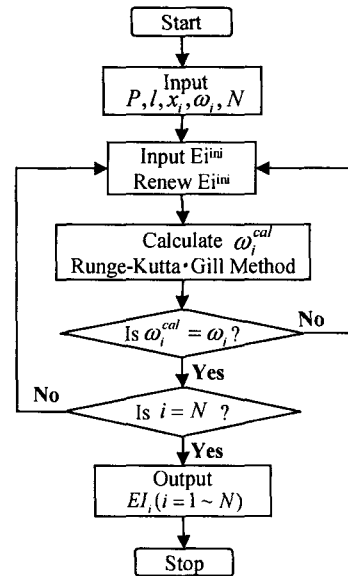 Start
Input
P, l, x_i, ω_i, N
Input Ei^ini
Renew Ei^ini
Calculate ω_i^cal
Runge-Kutta・Gill Method
Is ω_i^cal = ω_i ?
No
Yes
No
Is i = N ?
Yes
Output
EI_i (i = 1 ~ N)
Stop